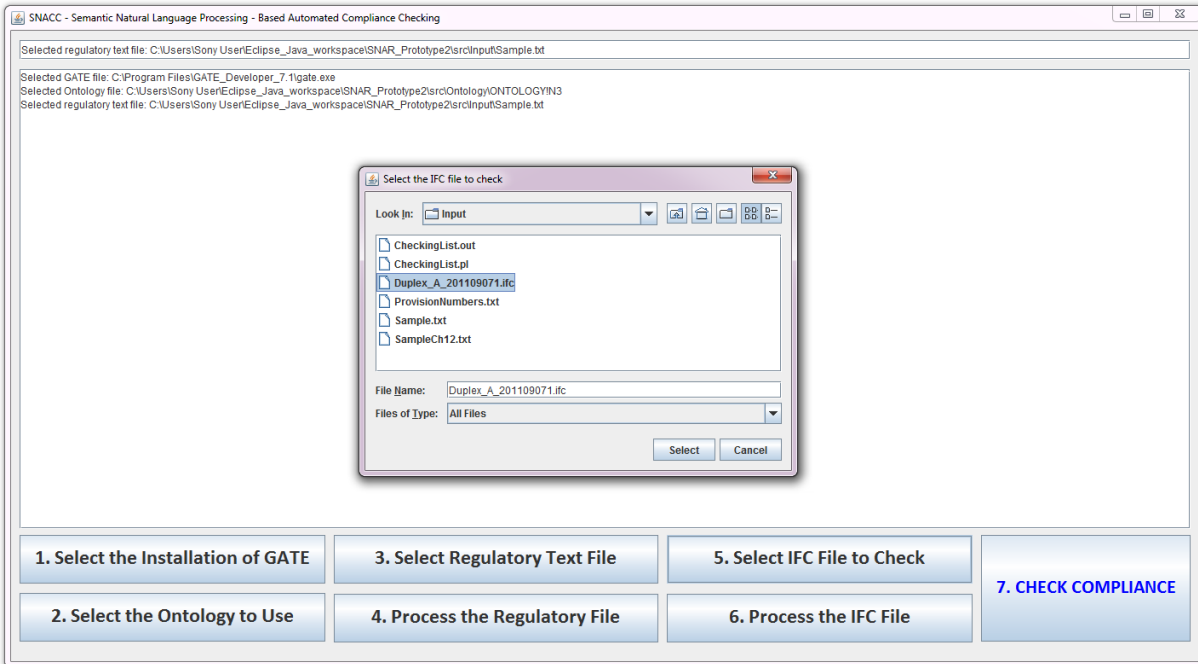 SNACC - Semantic Natural Language Processing - Based Automated Compliance Checking
Selected regulatory text file: C:\Users\Sony User\Eclipse_Java_workspace\SNAR_Prototype2\src\Input\Sample.txt
Selected GATE file: C:\Program Files\GATE_Developer_7.1\gate.exe
Selected Ontology file: C:\Users\Sony User\Eclipse_Java_workspace\SNAR_Prototype2\src\Ontology\ONTOLOGY!N3
Selected regulatory text file: C:\Users\Sony User\Eclipse_Java_workspace\SNAR_Prototype2\src\Input\Sample.txt
Select the IFC file to check
Look In: Input
CheckingList.out
CheckingList.pl
Duplex_A_201109071.ifc
ProvisionNumbers.txt
Sample.txt
SampleCh12.txt
File Name: Duplex_A_201109071.ifc
Files of Type: All Files
Select Cancel
1. Select the Installation of GATE
3. Select Regulatory Text File
5. Select IFC File to Check
7. CHECK COMPLIANCE
2. Select the Ontology to Use
4. Process the Regulatory File
6. Process the IFC File